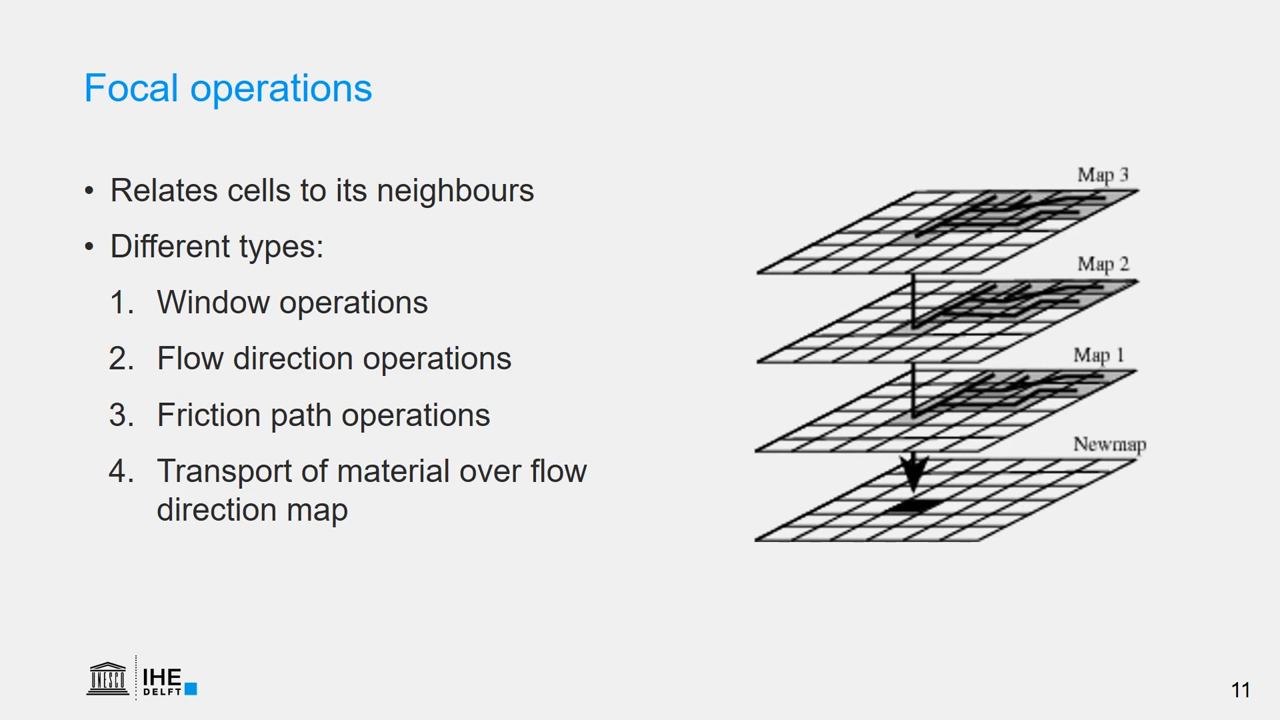 Focal operations
• Relates cells to its neighbours
• Different types:
1. Window operations
2. Flow direction operations
3. Friction path operations
4. Transport of material over flow
direction map
Map 3
Map 2
Map 1
Newmap
UNESCO
IHE
DELFT
11